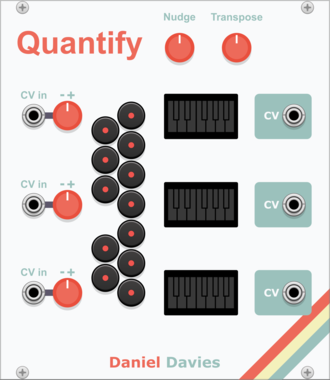 Nudge Transpose
Quantify
CV in - +
CV
CV in - +
CV
CV in - +
CV
Daniel Davies